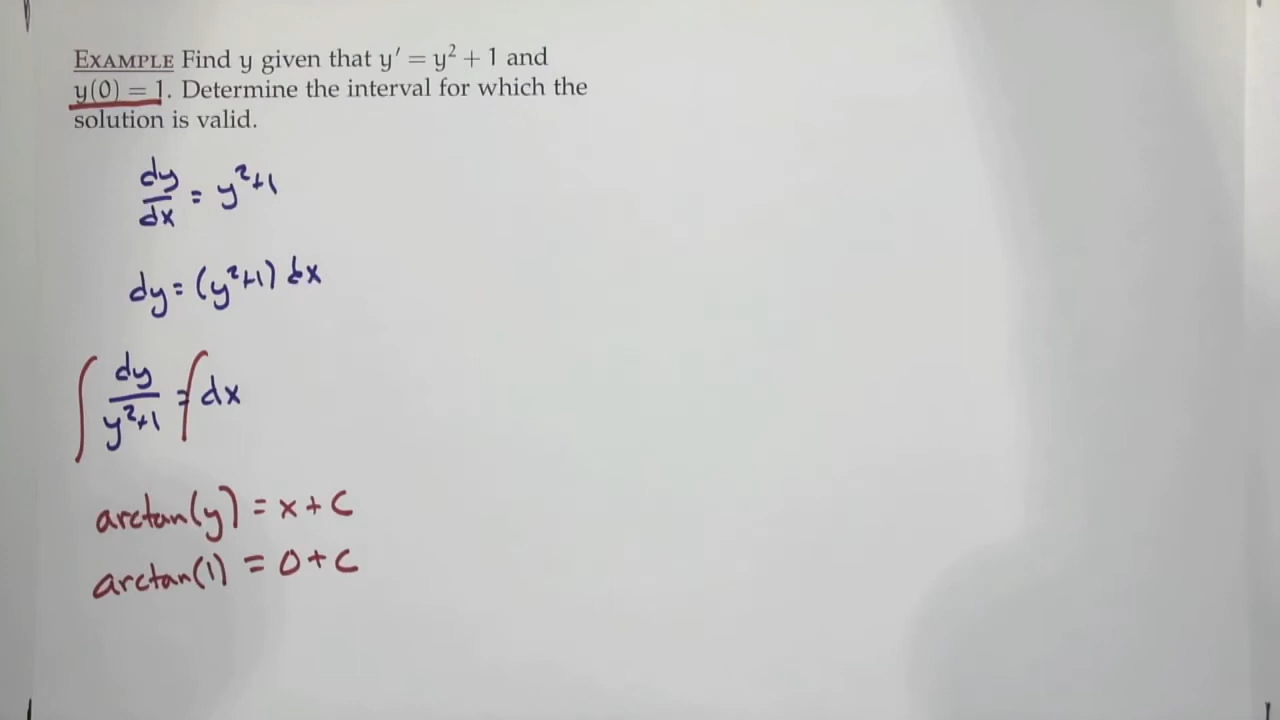 EXAMPLE Find y given that y′ = y² + 1 and
y(0) = 1. Determine the interval for which the
solution is valid.
dy/dx = y²+1
dy = (y²+1) dx
∫ dy/y²+1 = ∫ dx
arctan(y) = x + C
arctan(1) = 0 + C